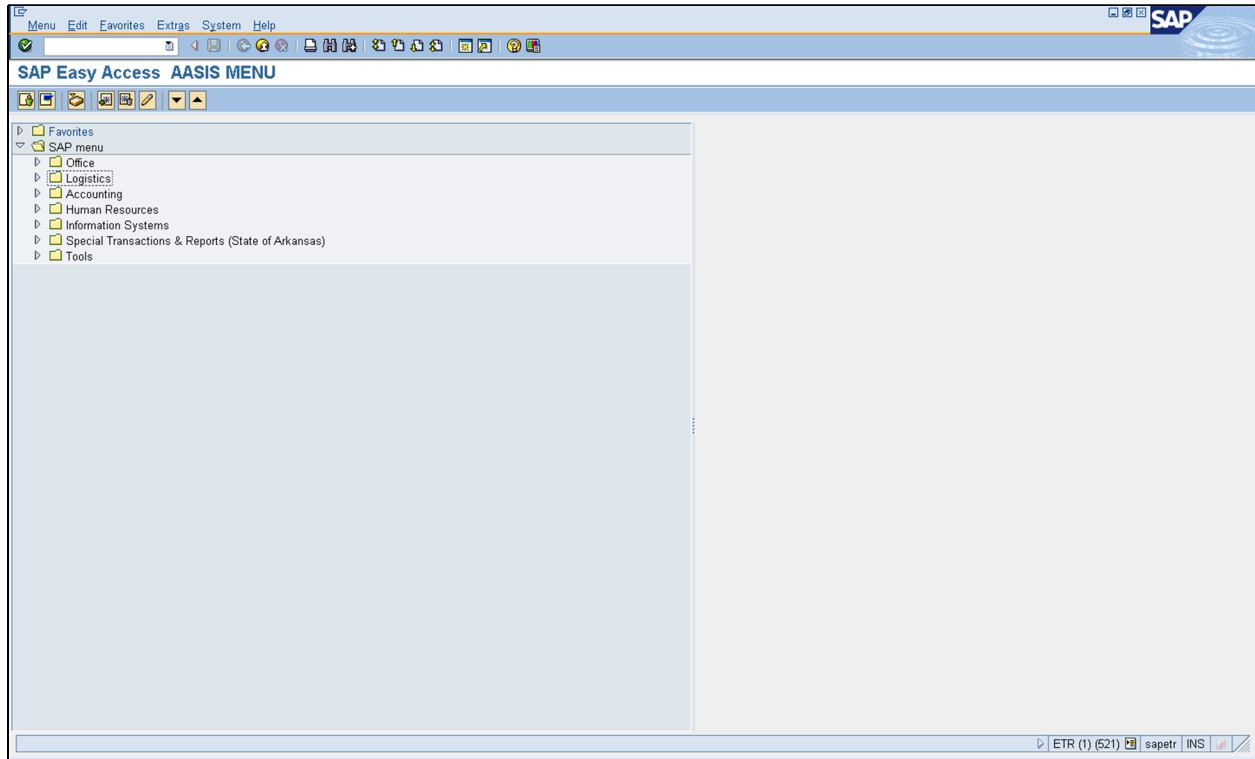 Menu Edit Favorites Extras System Help
SAP
SAP Easy Access AASIS MENU
Favorites
SAP menu
Office
Logistics
Accounting
Human Resources
Information Systems
Special Transactions & Reports (State of Arkansas)
Tools
ETR (1) (521) sapetr INS